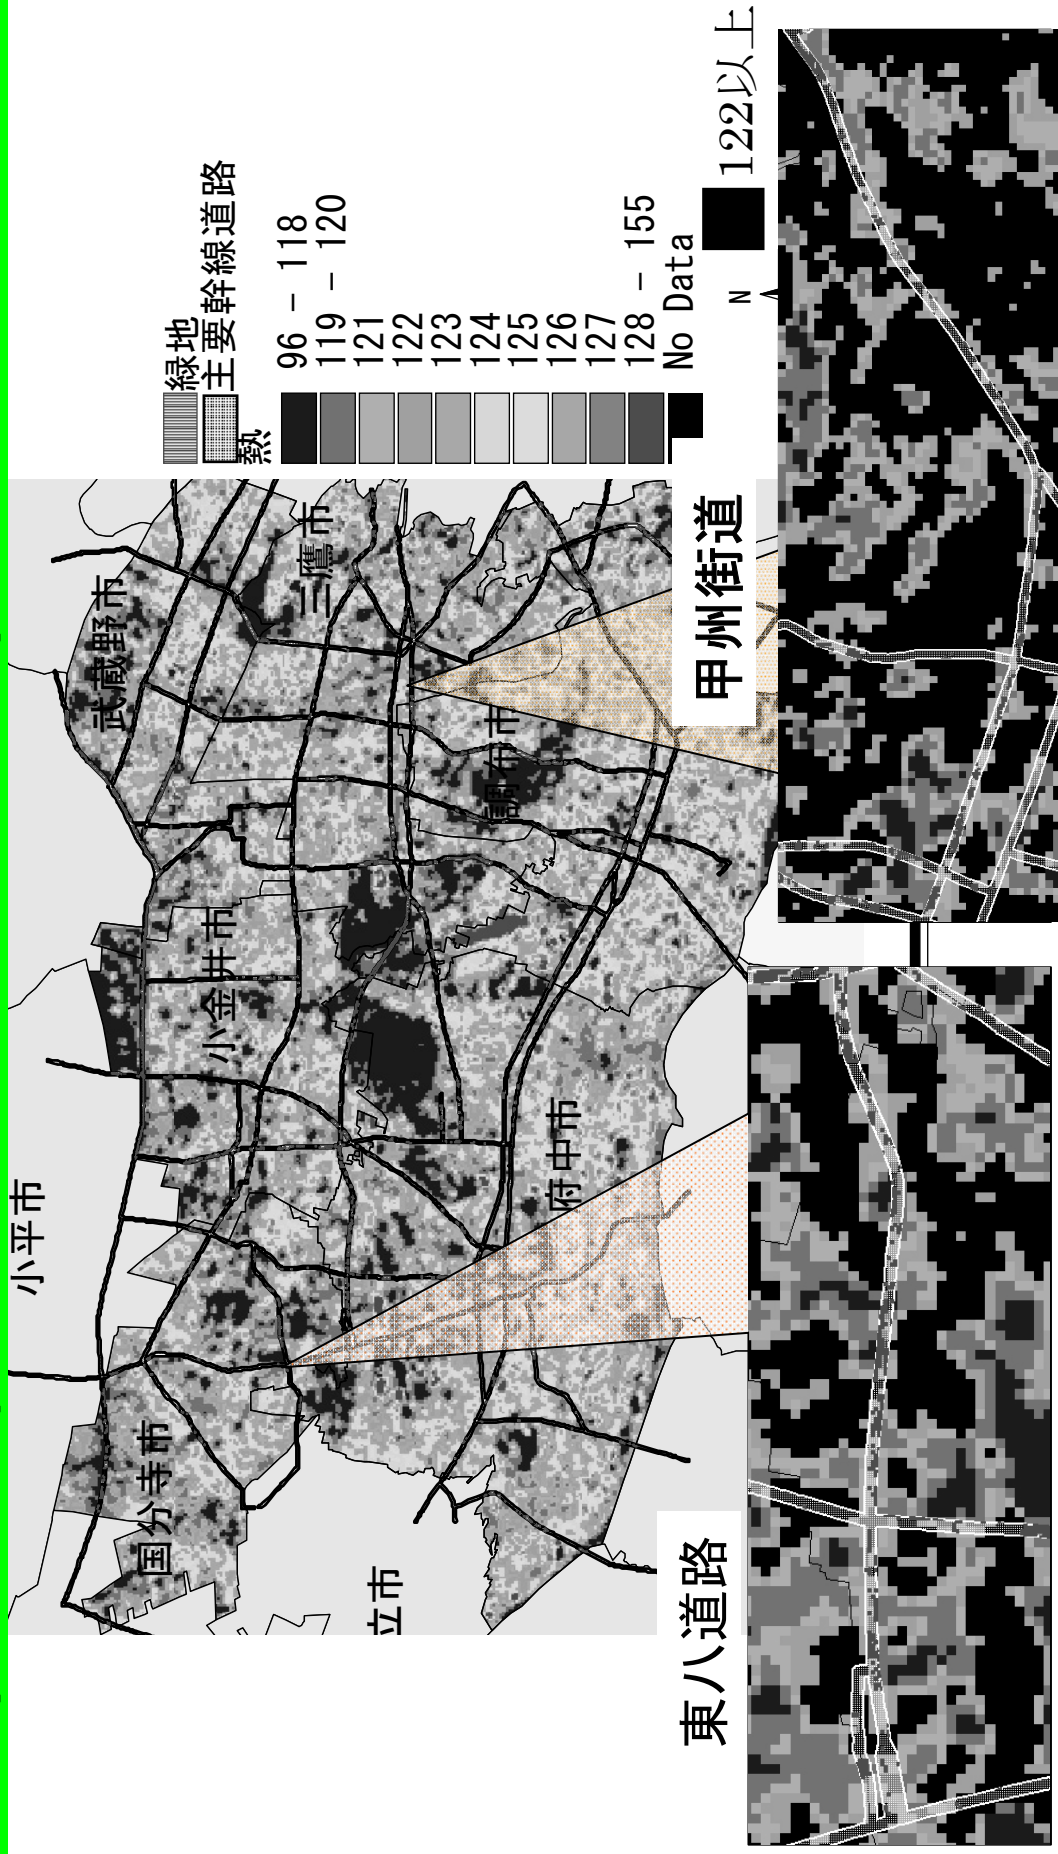 緑地
主要幹線道路
熱
96 - 118
119 - 120
121
122
123
124
125
126
127
128 - 155
No Data
122以上
N
小平市
武蔵野市
国分寺市
小金井市
三鷹市
立市
調布市
府中市
甲州街道
東八道路